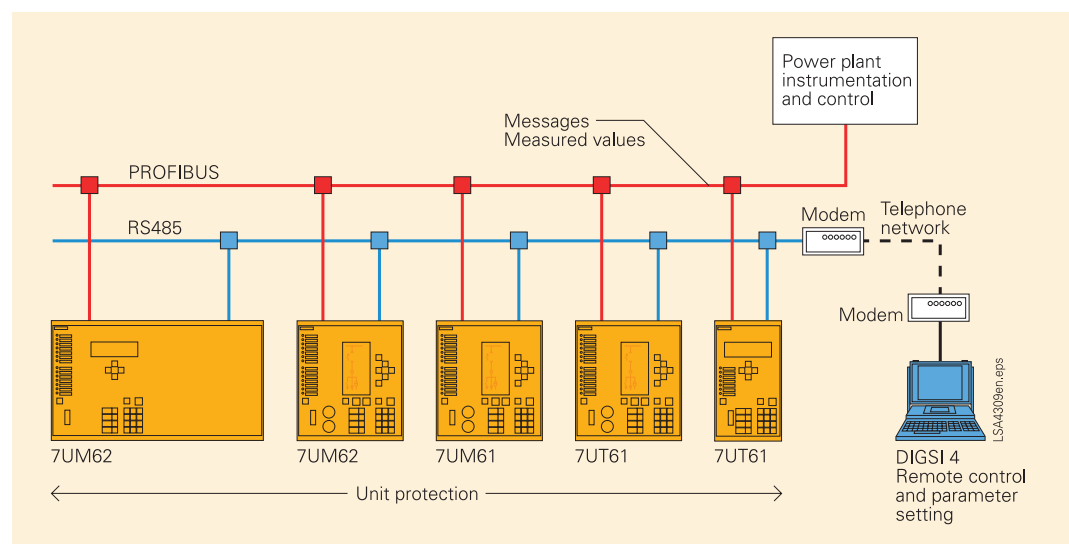 Power plant
instrumentation
and control
Messages
Measured values
PROFIBUS
RS485
Modem
Telephone
network
Modem
LSA4309en.eps
7UM62
7UM62
7UM61
7UT61
7UT61
DIGSI 4
Remote control
and parameter
setting
Unit protection